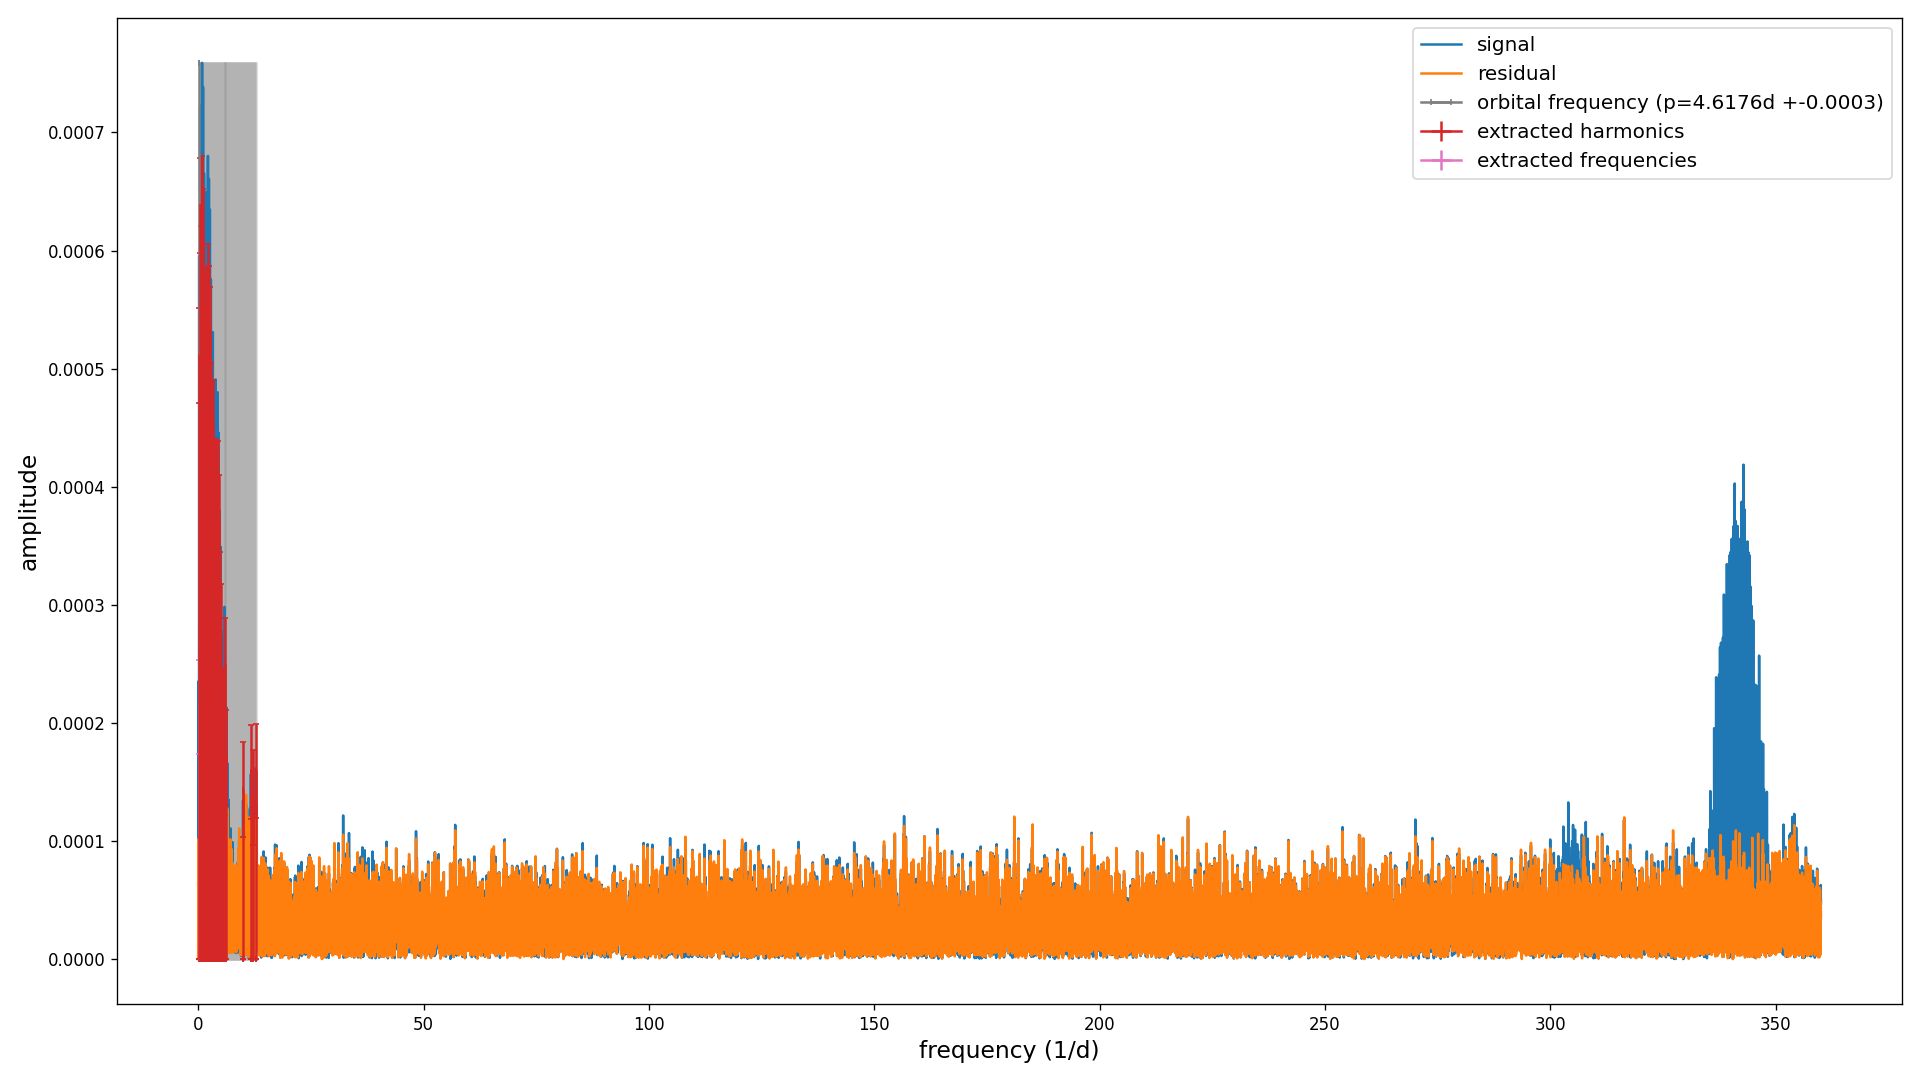 signal
residual
orbital frequency (p=4.6176d +-0.0003)
extracted harmonics
extracted frequencies
0.0007
0.0006
0.0005
0.0004
0.0003
0.0002
0.0001
0.0000
amplitude
0 50 100 150 200 250 300 350
frequency (1/d)